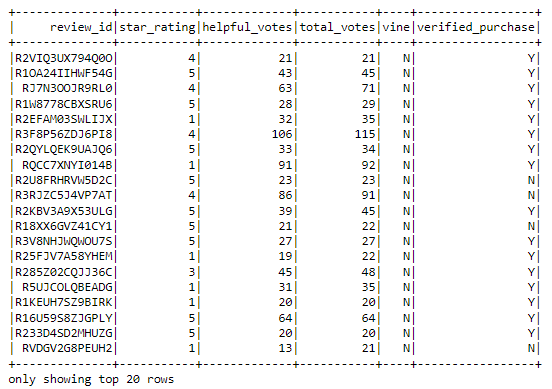 +--------------+-----------+-------------+-----------+----+-----------------+
|     review_id|star_rating|helpful_votes|total_votes|vine|verified_purchase|
+--------------+-----------+-------------+-----------+----+-----------------+
|R2VIQ3UX794Q0O|          4|           21|         21|   N|                Y|
|R1OA24IIHWF54G|          5|           43|         45|   N|                Y|
| RJ7N3OOJR9RL0|          4|           63|         71|   N|                Y|
|R1W8778CBXSRU6|          5|           28|         29|   N|                Y|
|R2EFAM03SWLIJX|          1|           32|         35|   N|                Y|
|R3F8P56ZDJ6PI8|          4|          106|        115|   N|                Y|
|R2QYLQEK9UAJQ6|          5|           33|         34|   N|                Y|
| RQCC7XNYI014B|          1|           91|         92|   N|                Y|
|R2U8FRHRVW5D2C|          5|           23|         23|   N|                N|
|R3RJZC5J4VP7AT|          4|           86|         91|   N|                N|
|R2KBV3A9X53ULG|          5|           39|         45|   N|                Y|
|R18XX6GVZ41CY1|          5|           21|         22|   N|                N|
|R3V8NHJWQWOU7S|          5|           27|         27|   N|                Y|
|R25FJV7A58YHEM|          1|           19|         22|   N|                Y|
|R285Z02CQJJ36C|          3|           45|         48|   N|                Y|
| R5UJCOLQBEADG|          1|           31|         35|   N|                Y|
|R1KEUH7SZ9BIRK|          1|           20|         20|   N|                Y|
|R16U59S8ZJGPLY|          5|           64|         64|   N|                Y|
|R233D4SD2MHUZG|          5|           20|         20|   N|                Y|
| RVDGV2G8PEUH2|          1|           13|         21|   N|                N|
+--------------+-----------+-------------+-----------+----+-----------------+
only showing top 20 rows